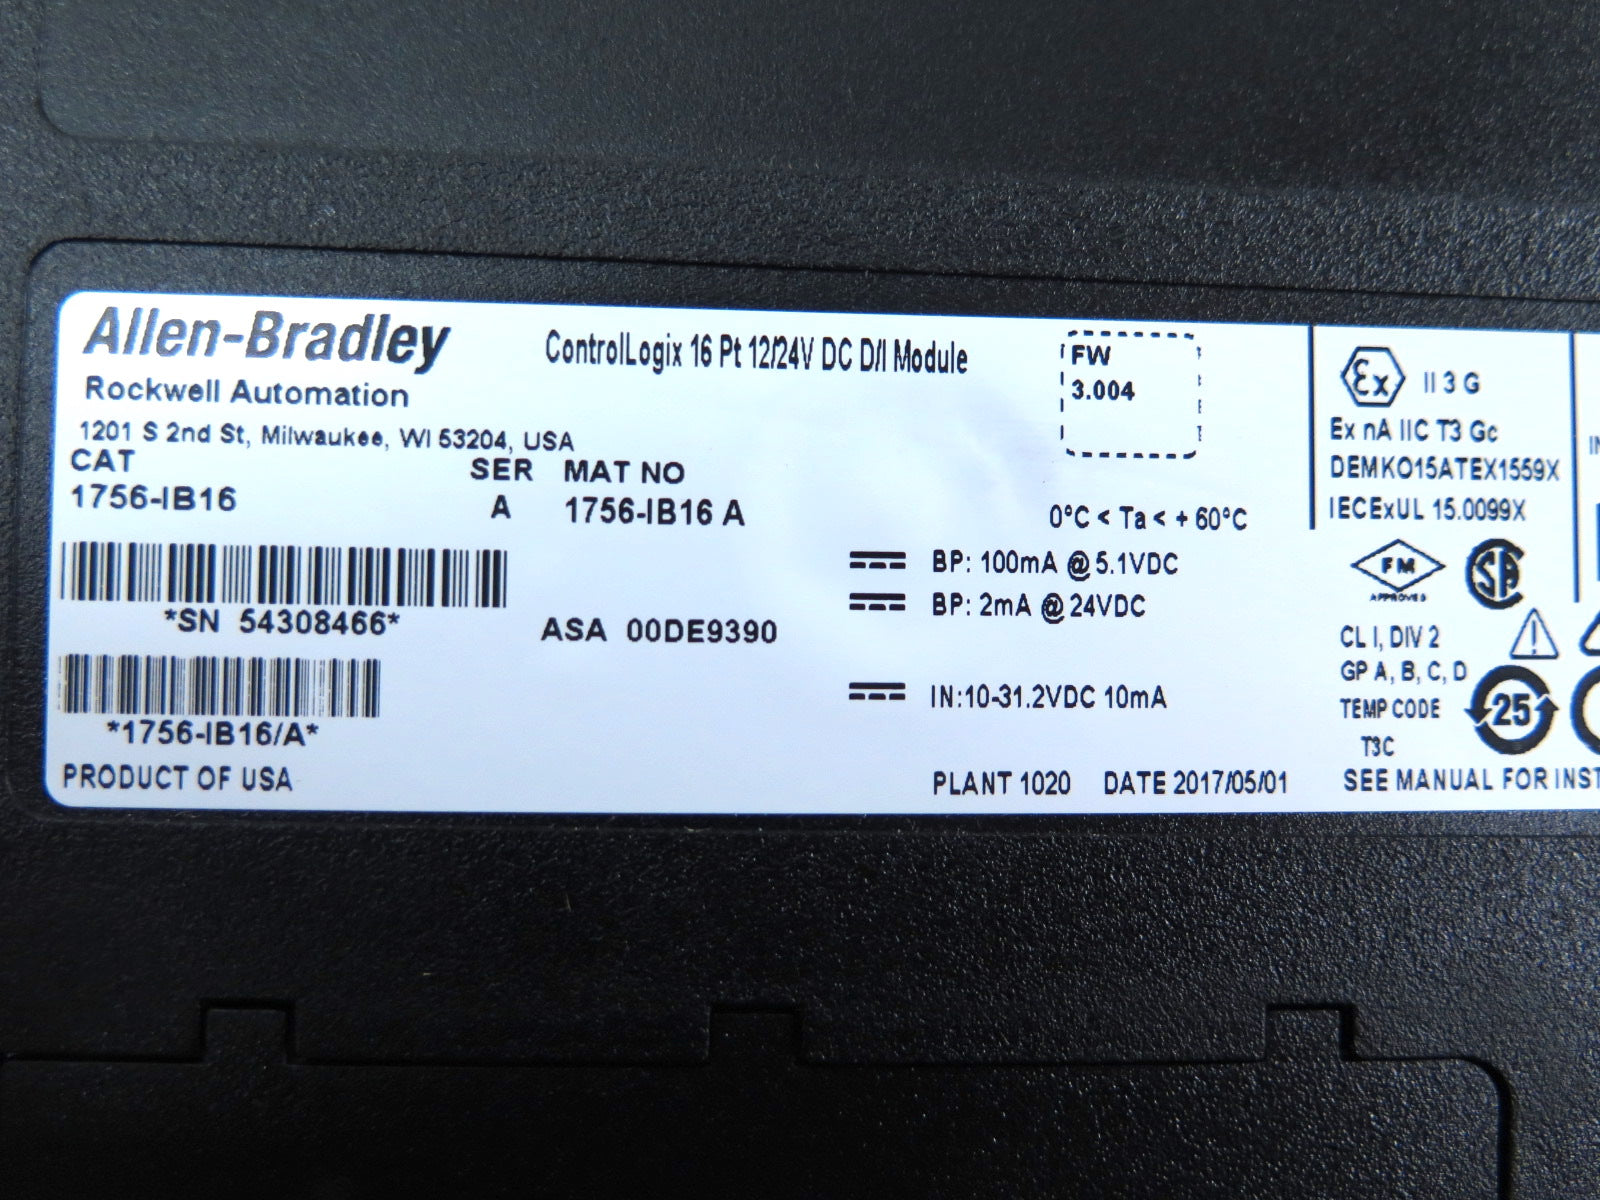 Allen-Bradley
Rockwell Automation
1201 S 2nd St, Milwaukee, WI 53204, USA
ControlLogix 16 Pt 12/24V DC D/I Module
FW
3.004
CAT SER MAT NO
1756-IB16 A 1756-IB16 A
0°C < Ta < + 60°C
*SN 54308466*
ASA 00DE9390
BP: 100mA @ 5.1VDC
BP: 2mA @ 24VDC
IN:10-31.2VDC 10mA
*1756-IB16/A*
PRODUCT OF USA
PLANT 1020 DATE 2017/05/01
Ex II 3 G
Ex nA IIC T3 Gc
DEMKO15ATEX1559X
IECExUL 15.0099X
FM
APPROVED
SA
CL I, DIV 2
GP A, B, C, D
TEMP CODE
T3C
25
SEE MANUAL FOR INST